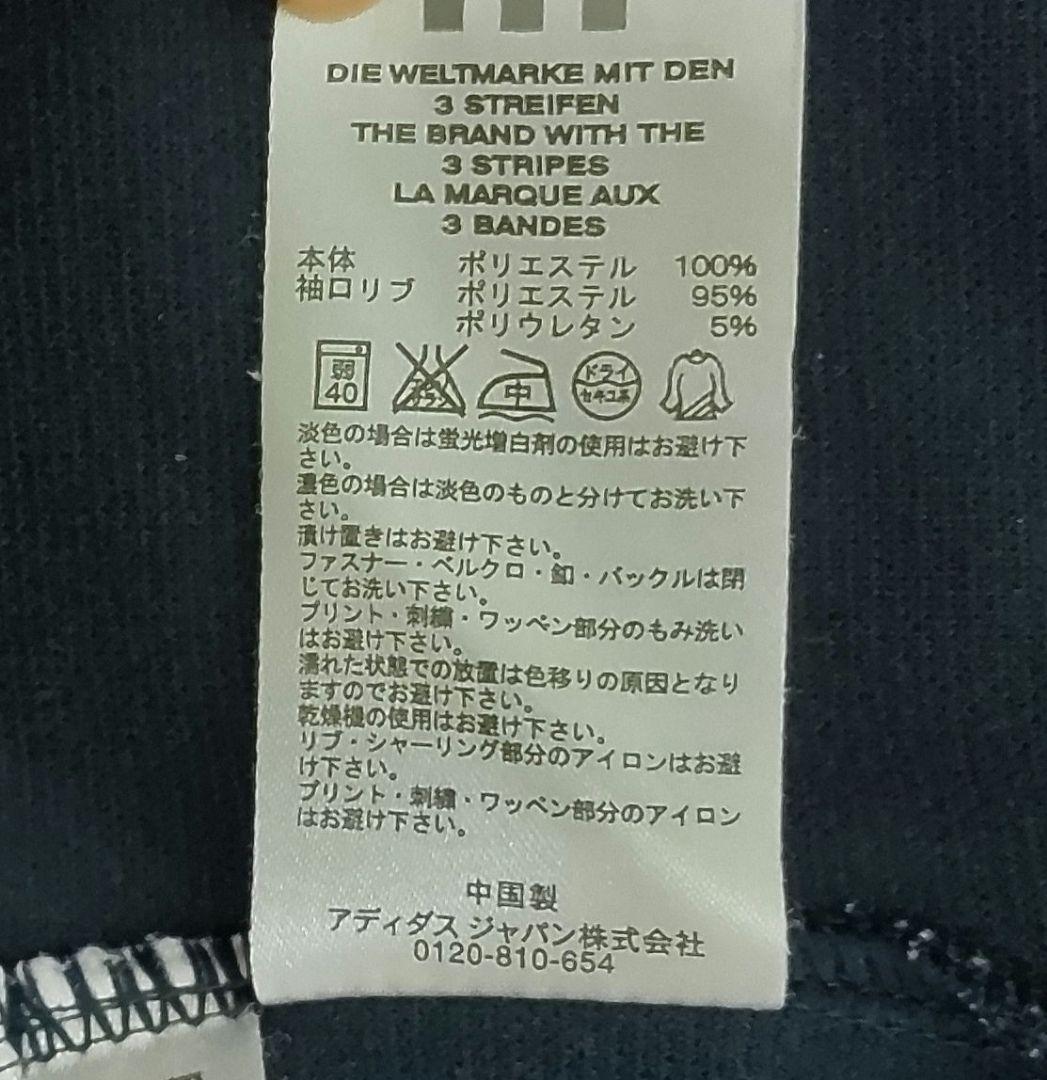 DIE WELTMARKE MIT DEN
3 STREIFEN
THE BRAND WITH THE
3 STRIPES
LA MARQUE AUX
3 BANDES
本体 ポリエステル 100%
袖口リブ ポリエステル 95%
ポリウレタン 5%
弱 40 エンソ サラシ 中 ドライ セキユ系
淡色の場合は蛍光増白剤の使用はお避け下
さい。
濃色の場合は淡色のものと分けてお洗い下
さい。
漬け置きはお避け下さい。
ファスナー・ベルクロ・釦・バックルは閉
じてお洗い下さい。
プリント・刺繍・ワッペン部分のもみ洗い
はお避け下さい。
濡れた状態での放置は色移りの原因となり
ますのでお避け下さい。
乾燥機の使用はお避け下さい。
リブ・シャーリング部分のアイロンはお避
け下さい。
プリント・刺繍・ワッペン部分のアイロン
はお避け下さい。
中国製
アディダス ジャパン株式会社
0120-810-654